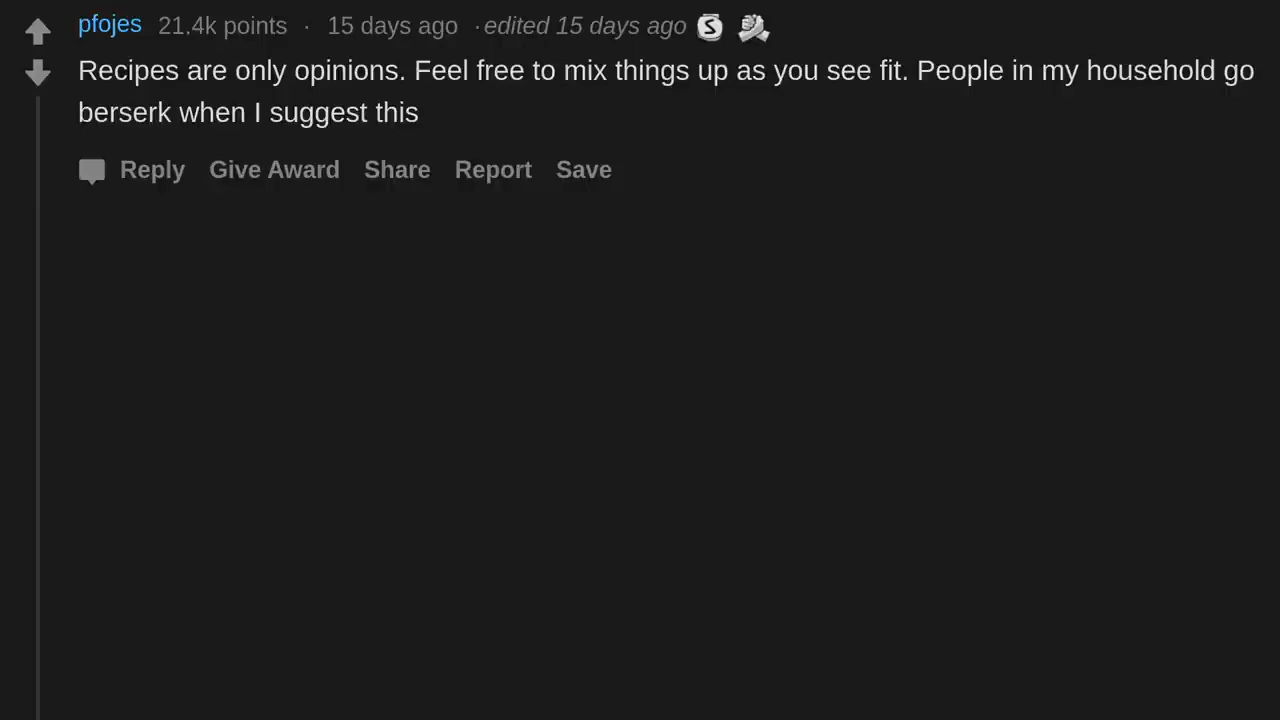 pfojes 21.4k points · 15 days ago · edited 15 days ago S
Recipes are only opinions. Feel free to mix things up as you see fit. People in my household go
berserk when I suggest this
Reply Give Award Share Report Save